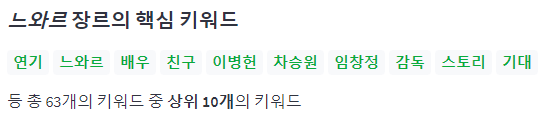 느와르 장르의 핵심 키워드
연기 느와르 배우 친구 이병헌 차승원 임창정 감독 스토리 기대
등 총 63개의 키워드 중 상위 10개의 키워드